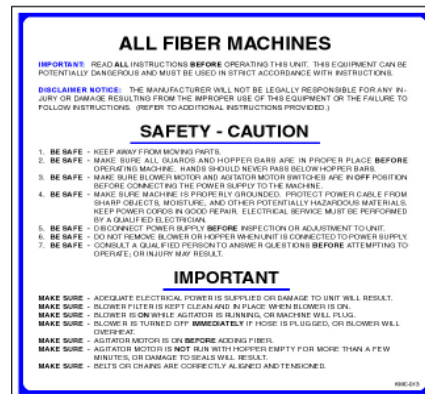 ALL FIBER MACHINES
IMPORTANT: READ ALL INSTRUCTIONS BEFORE OPERATING THIS UNIT. THIS EQUIPMENT CAN BE
POTENTIALLY DANGEROUS AND MUST BE USED IN STRICT ACCORDANCE WITH INSTRUCTIONS.
DISCLAIMER NOTICE: THE MANUFACTURER WILL NOT BE LEGALLY RESPONSIBLE FOR ANY IN-
JURY OR DAMAGE RESULTING FROM THE IMPROPER USE OF THIS EQUIPMENT OR THE FAILURE TO
FOLLOW INSTRUCTIONS. (REFER TO ADDITIONAL INSTRUCTIONS PROVIDED.)
SAFETY - CAUTION
1. BE SAFE - KEEP AWAY FROM MOVING PARTS.
2. BE SAFE - MAKE SURE ALL GUARDS AND HOPPER BARS ARE IN PROPER PLACE BEFORE
OPERATING MACHINE. HANDS SHOULD NEVER PASS BELOW HOPPER BARS.
3. BE SAFE - MAKE SURE BLOWER MOTOR AND AGITATOR MOTOR SWITCHES ARE IN OFF POSITION
BEFORE CONNECTING THE POWER SUPPLY TO THE MACHINE.
4. BE SAFE - MAKE SURE MACHINE IS PROPERLY GROUNDED. PROTECT POWER CABLE FROM
SHARP OBJECTS, MOISTURE, AND OTHER POTENTIALLY HAZARDOUS MATERIALS.
KEEP POWER CORDS IN GOOD REPAIR. ELECTRICAL SERVICE MUST BE PERFORMED
BY A QUALIFIED ELECTRICIAN.
5. BE SAFE - DISCONNECT POWER SUPPLY BEFORE INSPECTION OR ADJUSTMENT TO UNIT.
6. BE SAFE - DO NOT REMOVE BLOWER OR HOPPER WHEN UNIT IS CONNECTED TO POWER SUPPLY.
7. BE SAFE - CONSULT A QUALIFIED PERSON TO ANSWER QUESTIONS BEFORE ATTEMPTING TO
OPERATE; OR INJURY MAY RESULT.
IMPORTANT
MAKE SURE - ADEQUATE ELECTRICAL POWER IS SUPPLIED OR DAMAGE TO UNIT WILL RESULT.
MAKE SURE - BLOWER FILTER IS KEPT CLEAN AND IN PLACE WHEN BLOWER IS ON.
MAKE SURE - BLOWER IS ON WHILE AGITATOR IS RUNNING, OR MACHINE WILL PLUG.
MAKE SURE - BLOWER IS TURNED OFF IMMEDIATELY IF HOSE IS PLUGGED, OR BLOWER WILL
OVERHEAT.
MAKE SURE - AGITATOR MOTOR IS ON BEFORE ADDING FIBER.
MAKE SURE - AGITATOR MOTOR IS NOT RUN WITH HOPPER EMPTY FOR MORE THAN A FEW
MINUTES, OR DAMAGE TO SEALS WILL RESULT.
MAKE SURE - BELTS OR CHAINS ARE CORRECTLY ALIGNED AND TENSIONED.